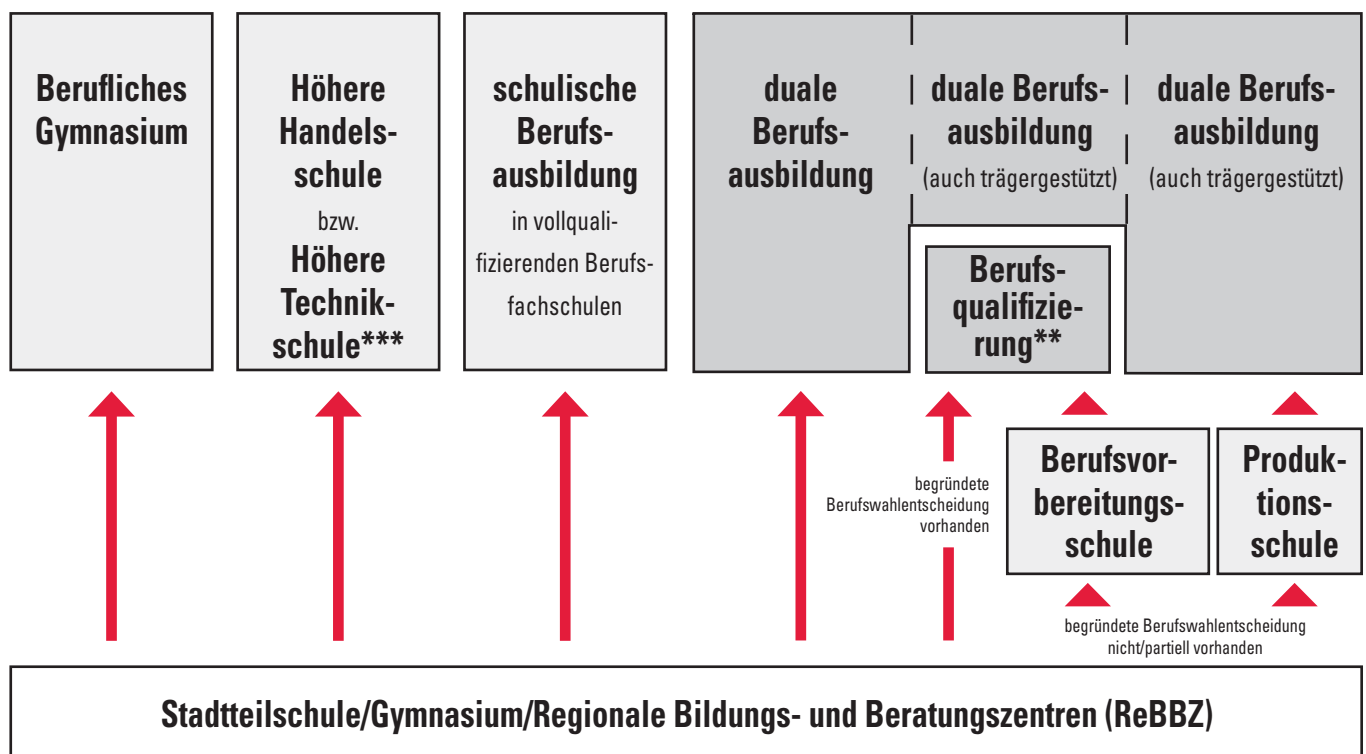 Berufliches
Gymnasium
Höhere
Handels-
schule
bzw.
Höhere
Technik-
schule***
schulische
Berufs-
ausbildung
in vollquali-
fizierenden Berufs-
fachschulen
duale
Berufs-
ausbildung
duale Berufs-
ausbildung
(auch trägergestützt)
duale Berufs-
ausbildung
(auch trägergestützt)
Berufs-
qualifizie-
rung**
begründete
Berufswahlentscheidung
vorhanden
Berufsvor-
bereitungs-
schule
Produk-
tions-
schule
begründete Berufswahlentscheidung
nicht/partiell vorhanden
Stadtteilschule/Gymnasium/Regionale Bildungs- und Beratungszentren (ReBBZ)